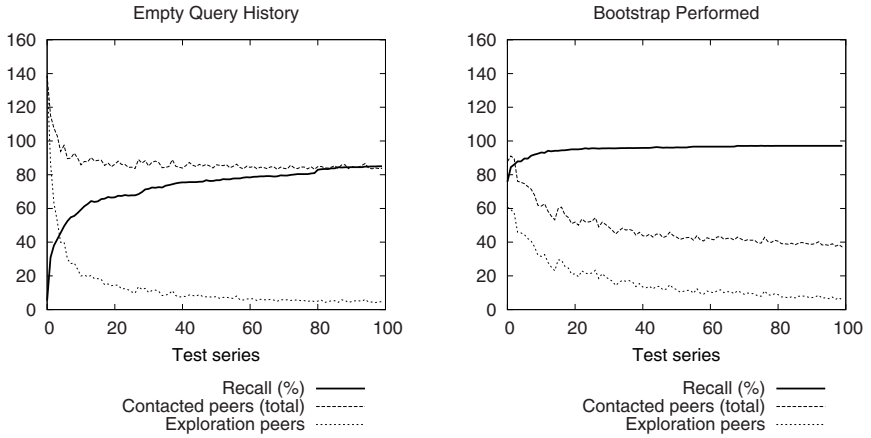 Empty Query History
160
140
120
100
80
60
40
20
0
0 20 40 60 80 100
Test series
Recall (%)
Contacted peers (total)
Exploration peers
Bootstrap Performed
160
140
120
100
80
60
40
20
0
0 20 40 60 80 100
Test series
Recall (%)
Contacted peers (total)
Exploration peers